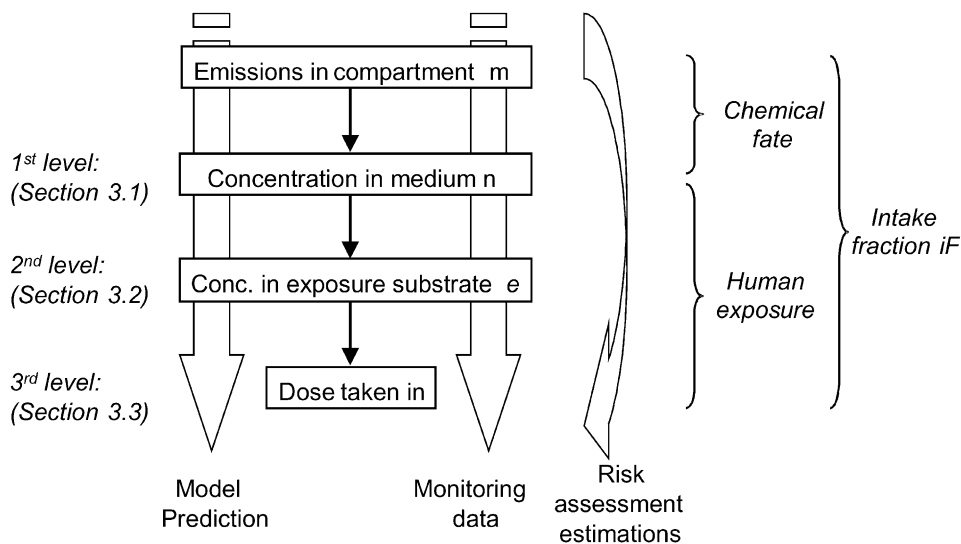 Emissions in compartment m
Chemical
fate
1st level:
(Section 3.1)
Concentration in medium n
Intake
fraction iF
2nd level:
(Section 3.2)
Conc. in exposure substrate e
Human
exposure
3rd level:
(Section 3.3)
Dose taken in
Model
Prediction
Monitoring
data
Risk
assessment
estimations